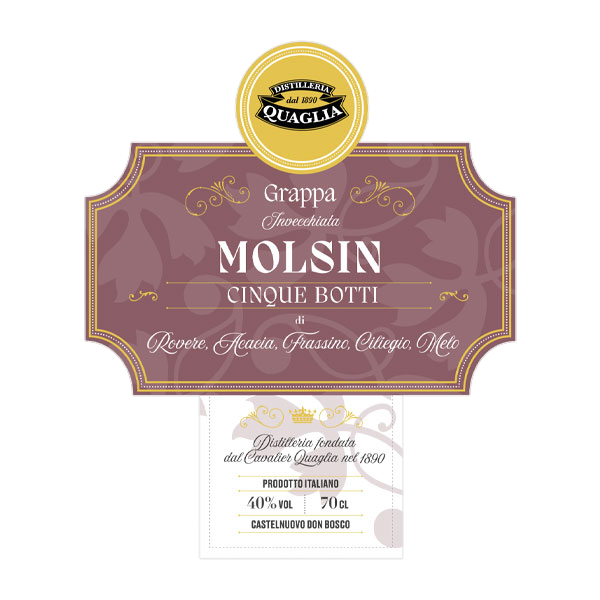 DISTILLERIA
dal 1890
QUAGLIA
Grappa
Invecchiata
MOLSIN
CINQUE BOTTI
di
Rovere, Acacia, Frassino, Ciliegio, Melo
Distilleria fondata
dal Cavalier Quaglia nel 1890
PRODOTTO ITALIANO
40% VOL 70 CL
CASTELNUOVO DON BOSCO